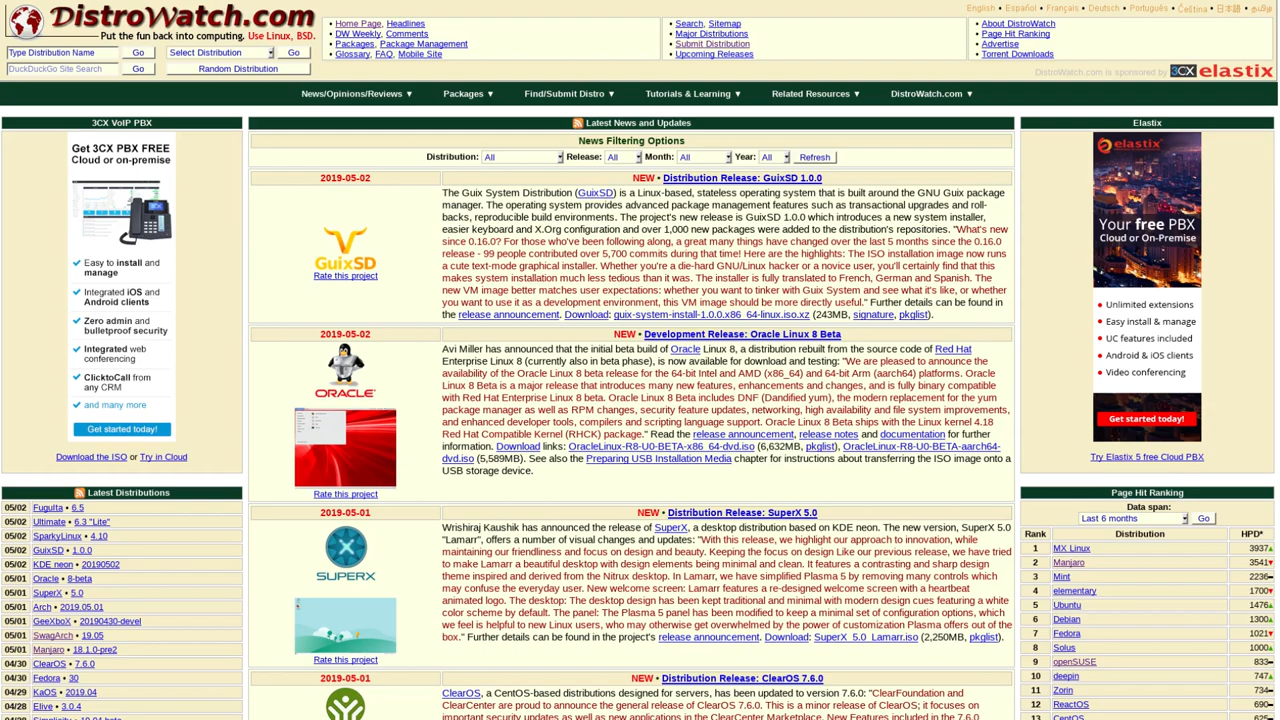 DistroWatch.com
Put the fun back into computing. Use Linux, BSD.
English • Español • Français • Deutsch • Português • Čeština • 日本語 • தமிழ்
Type Distribution Name Go Select Distribution Go
DuckDuckGo Site Search Go Random Distribution
• Home Page, Headlines
• DW Weekly, Comments
• Packages, Package Management
• Glossary, FAQ, Mobile Site
• Search, Sitemap
• Major Distributions
• Submit Distribution
• Upcoming Releases
• About DistroWatch
• Page Hit Ranking
• Advertise
• Torrent Downloads
DistroWatch.com is sponsored by 3CX elastix
News/Opinions/Reviews ▼ Packages ▼ Find/Submit Distro ▼ Tutorials & Learning ▼ Related Resources ▼ DistroWatch.com ▼
3CX VoIP PBX
Get 3CX PBX FREE
Cloud or on-premise
Easy to install and
manage
Integrated iOS and
Android clients
Zero admin and
bulletproof security
Integrated web
conferencing
ClicktoCall from
any CRM
and many more
Get started today!
Download the ISO or Try in Cloud
Latest Distributions
05/02 FuguIta • 6.5
05/02 Ultimate • 6.3 "Lite"
05/02 SparkyLinux • 4.10
05/02 GuixSD • 1.0.0
05/02 KDE neon • 20190502
05/01 Oracle • 8-beta
05/01 SuperX • 5.0
05/01 Arch • 2019.05.01
05/01 GeeXboX • 20190430-devel
05/01 SwagArch • 19.05
05/01 Manjaro • 18.1.0-pre2
04/30 ClearOS • 7.6.0
04/30 Fedora • 30
04/29 KaOS • 2019.04
04/28 Elive • 3.0.4
04/28 Simplicity • 19.04-beta
Latest News and Updates
News Filtering Options
Distribution: All Release: All Month: All Year: All Refresh
2019-05-02 NEW • Distribution Release: GuixSD 1.0.0
GuixSD
Rate this project
The Guix System Distribution (GuixSD) is a Linux-based, stateless operating system that is built around the GNU Guix package
manager. The operating system provides advanced package management features such as transactional upgrades and roll-
backs, reproducible build environments. The project's new release is GuixSD 1.0.0 which introduces a new system installer,
easier keyboard and X.Org configuration and over 1,000 new packages were added to the distribution's repositories. "What's new
since 0.16.0? For those who've been following along, a great many things have changed over the last 5 months since the 0.16.0
release - 99 people contributed over 5,700 commits during that time! Here are the highlights: The ISO installation image now runs
a cute text-mode graphical installer. Whether you're a die-hard GNU/Linux hacker or a novice user, you'll certainly find that this
makes system installation much less tedious than it was. The installer is fully translated to French, German and Spanish. The
new VM image better matches user expectations: whether you want to tinker with Guix System and see what it's like, or whether
you want to use it as a development environment, this VM image should be more directly useful." Further details can be found in
the release announcement. Download: guix-system-install-1.0.0.x86_64-linux.iso.xz (243MB, signature, pkglist).
2019-05-02 NEW • Development Release: Oracle Linux 8 Beta
ORACLE
Rate this project
Avi Miller has announced that the initial beta build of Oracle Linux 8, a distribution rebuilt from the source code of Red Hat
Enterprise Linux 8 (currently also in beta phase), is now available for download and testing: "We are pleased to announce the
availability of the Oracle Linux 8 beta release for the 64-bit Intel and AMD (x86_64) and 64-bit Arm (aarch64) platforms. Oracle
Linux 8 Beta is a major release that introduces many new features, enhancements and changes, and is fully binary compatible
with Red Hat Enterprise Linux 8 beta. Oracle Linux 8 Beta includes DNF (Dandified yum), the modern replacement for the yum
package manager as well as RPM changes, security feature updates, networking, high availability and file system improvements,
and enhanced developer tools, compilers and scripting language support. Oracle Linux 8 Beta ships with the Linux kernel 4.18
Red Hat Compatible Kernel (RHCK) package." Read the release announcement, release notes and documentation for further
information. Download links: OracleLinux-R8-U0-BETA-x86_64-dvd.iso (6,632MB, pkglist), OracleLinux-R8-U0-BETA-aarch64-
dvd.iso (5,589MB). See also the Preparing USB Installation Media chapter for instructions about transferring the ISO image onto a
USB storage device.
2019-05-01 NEW • Distribution Release: SuperX 5.0
SUPERX
Rate this project
Wrishiraj Kaushik has announced the release of SuperX, a desktop distribution based on KDE neon. The new version, SuperX 5.0
"Lamarr", offers a number of visual changes and updates: "With this release, we highlight our approach to innovation, while
maintaining our friendliness and focus on design and beauty. Keeping the focus on design Like our previous release, we have tried
to make Lamarr a beautiful desktop with design elements being minimal and clean. It features a contrasting and sharp design
theme inspired and derived from the Nitrux desktop. In Lamarr, we have simplified Plasma 5 by removing many controls which
may confuse the everyday user. New welcome screen: Lamarr features a re-designed welcome screen with a heartbeat
animated logo. The desktop: The desktop design has been kept traditional and minimal with modern design cues featuring a white
color scheme by default. The panel: The Plasma 5 panel has been modified to keep a minimal set of configuration options, which
we feel is helpful to new Linux users, who may otherwise get overwhelmed by the power of customization Plasma offers out of the
box." Further details can be found in the project's release announcement. Download: SuperX_5.0_Lamarr.iso (2,250MB, pkglist).
2019-05-01 NEW • Distribution Release: ClearOS 7.6.0
ClearOS, a CentOS-based distributions designed for servers, has been updated to version 7.6.0: "ClearFoundation and
ClearCenter are proud to announce the general release of ClearOS 7.6.0. This is a minor release of ClearOS; it focuses on
important security updates as well as new applications in the ClearCenter Marketplace. New Features included in the 7.6.0
Elastix
elastix
Your free PBX
Cloud or On-Premise
Unlimited extensions
Easy install & manage
UC features included
Android & iOS clients
Video conferencing
Get started today!
Try Elastix 5 free Cloud PBX
Page Hit Ranking
Data span:
Last 6 months Go
Rank Distribution HPD*
1 MX Linux 3937
2 Manjaro 3541
3 Mint 2236
4 elementary 1700
5 Ubuntu 1476
6 Debian 1300
7 Fedora 1021
8 Solus 1000
9 openSUSE 833
10 deepin 747
11 Zorin 734
12 ReactOS 690
13 CentOS